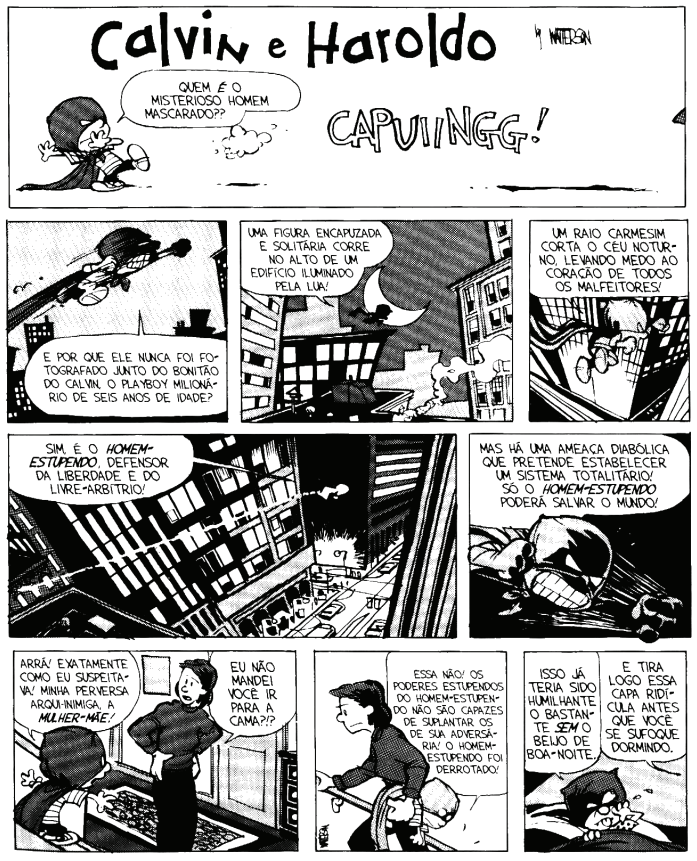 Calvin e Haroldo
by WATTERSON
QUEM É O
MISTERIOSO HOMEM
MASCARADO??
CAPUIINGG!
E POR QUE ELE NUNCA FOI FO-
TOGRAFADO JUNTO DO BONITÃO
DO CALVIN, O PLAYBOY MILIONÁ-
RIO DE SEIS ANOS DE IDADE?
UMA FIGURA ENCAPUZADA
E SOLITÁRIA CORRE
NO ALTO DE UM
EDIFÍCIO ILUMINADO
PELA LUA!
UM RAIO CARMESIM
CORTA O CÉU NOTUR-
NO, LEVANDO MEDO AO
CORAÇÃO DE TODOS
OS MALFEITORES!
SIM, É O HOMEM-
ESTUPENDO, DEFENSOR
DA LIBERDADE E DO
LIVRE-ARBÍTRIO!
MAS HÁ UMA AMEAÇA DIABÓLICA
QUE PRETENDE ESTABELECER
UM SISTEMA TOTALITÁRIO!
SÓ O HOMEM-ESTUPENDO
PODERÁ SALVAR O MUNDO!
ARRÁ! EXATAMENTE
COMO EU SUSPEITA-
VA! MINHA PERVERSA
ARQUI-INIMIGA, A
MULHER-MÃE!
EU NÃO
MANDEI
VOCÊ IR
PARA A
CAMA?!?
ESSA NÃO! OS
PODERES ESTUPENDOS
DO HOMEM-ESTUPEN-
DO NÃO SÃO CAPAZES
DE SUPLANTAR OS
DE SUA ADVERSÁ-
RIA! O HOMEM-
ESTUPENDO FOI
DERROTADO!
ISSO JÁ
TERIA SIDO
HUMILHANTE
O BASTAN-
TE SEM O
BEIJO DE
BOA-NOITE
E TIRA
LOGO ESSA
CAPA RIDÍ-
CULA ANTES
QUE VOCÊ
SE SUFOQUE
DORMINDO.